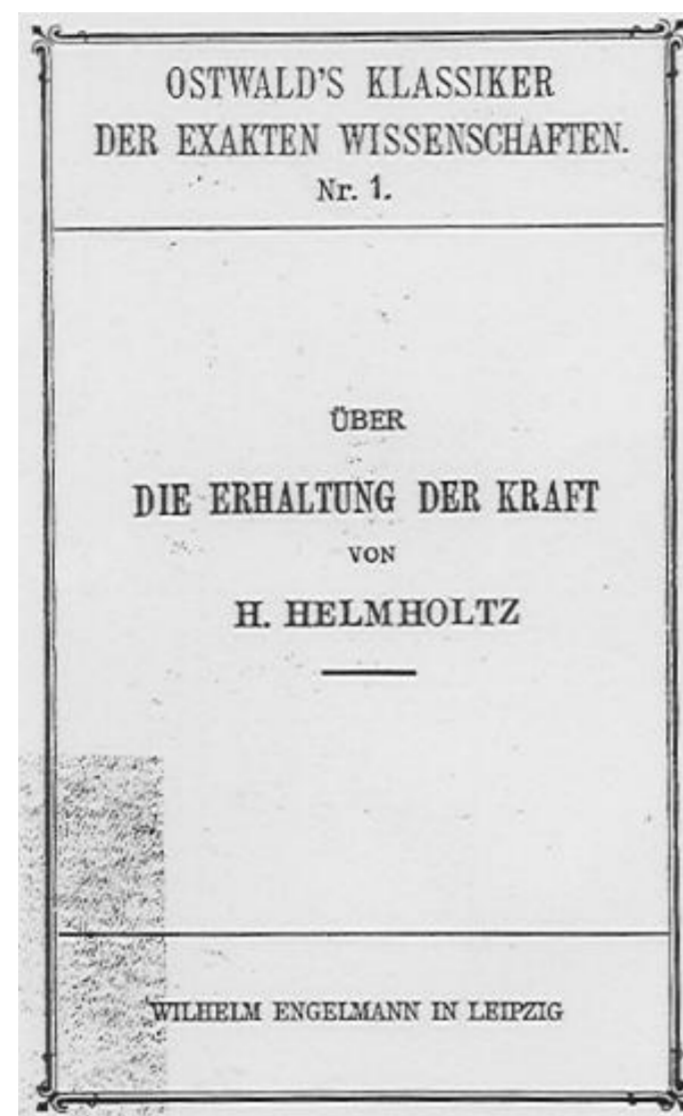 OSTWALD'S KLASSIKER
DER EXAKTEN WISSENSCHAFTEN.
Nr. 1.
ÜBER
DIE ERHALTUNG DER KRAFT
VON
H. HELMHOLTZ
WILHELM ENGELMANN IN LEIPZIG